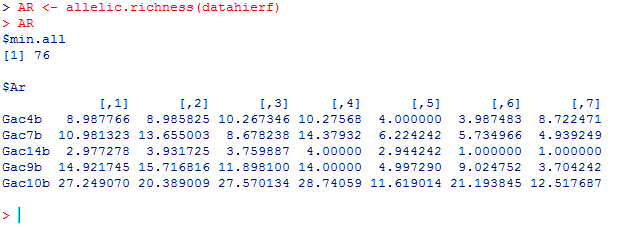 > AR <- allelic.richness(datahierf)
> AR
$min.all
[1] 76
$Ar
[,1] [,2] [,3] [,4] [,5] [,6] [,7]
Gac4b 8.987766 8.985825 10.267346 10.27568 4.000000 3.987483 8.722471
Gac7b 10.981323 13.655003 8.678238 14.37932 6.224242 5.734966 4.939249
Gac14b 2.977278 3.931725 3.759887 4.00000 2.944242 1.000000 1.000000
Gac9b 14.921745 15.716816 11.898100 14.00000 4.997290 9.024752 3.704242
Gac10b 27.249070 20.389009 27.570134 28.74059 11.619014 21.193845 12.517687
>